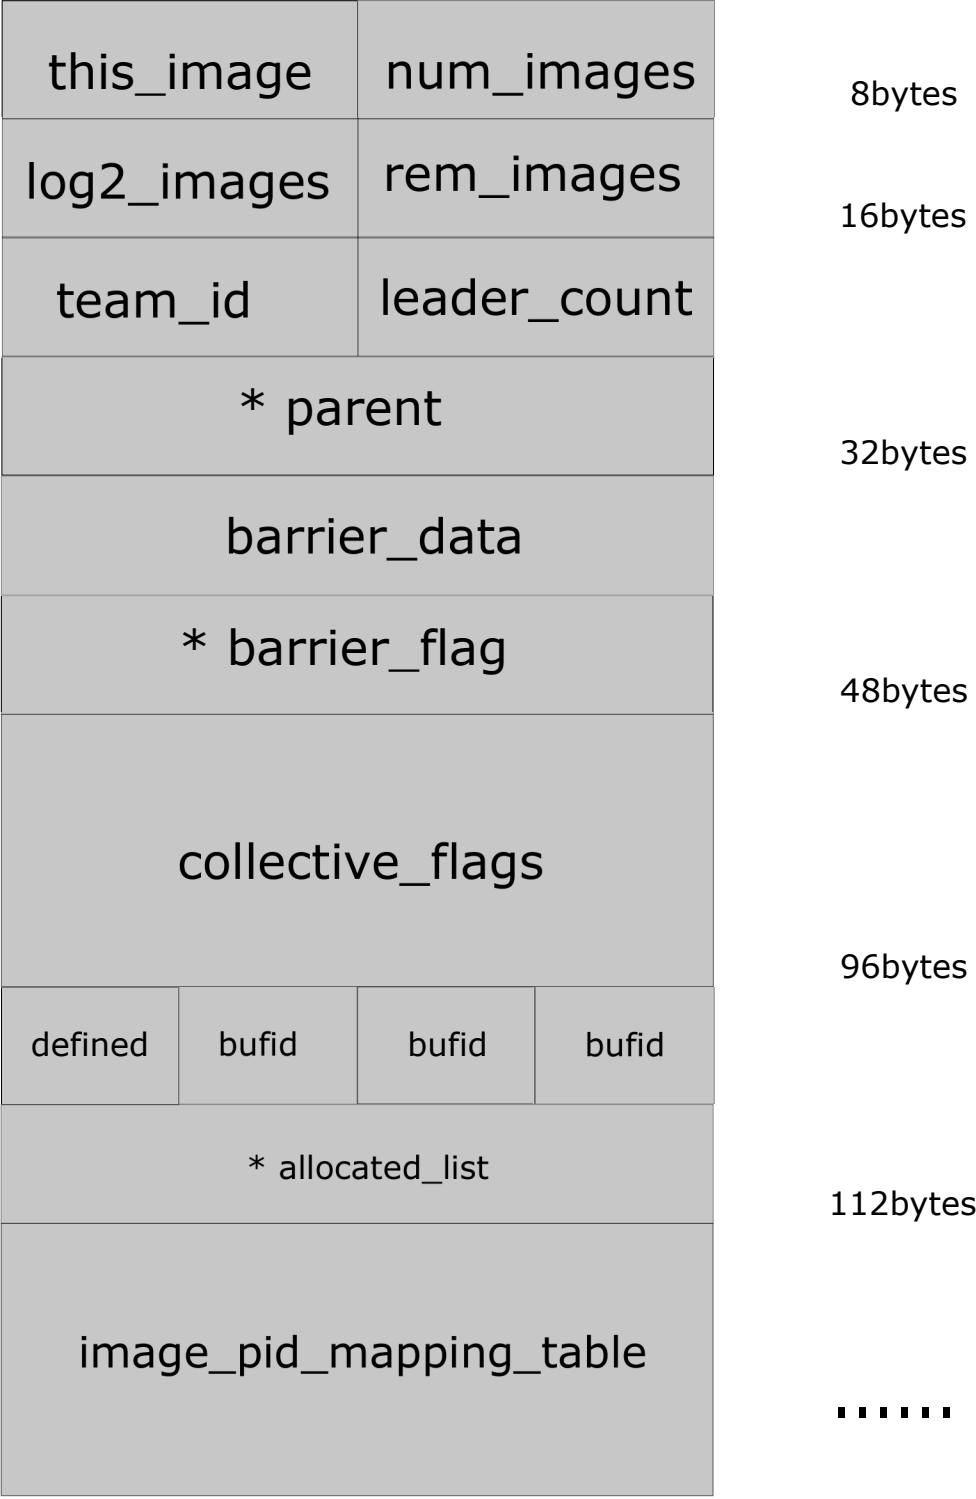 this_image num_images
8bytes
log2_images rem_images
16bytes
team_id leader_count
* parent
32bytes
barrier_data
* barrier_flag
48bytes
collective_flags
96bytes
defined bufid bufid bufid
* allocated_list
112bytes
image_pid_mapping_table
......